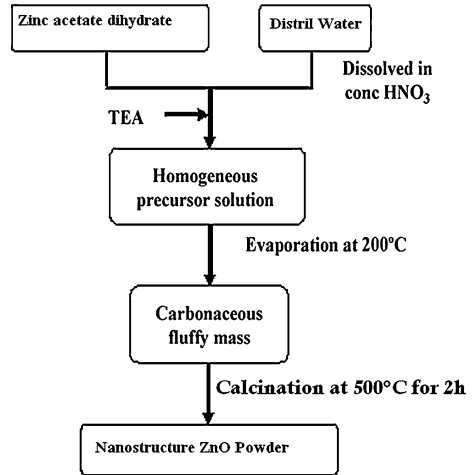 Zinc acetate dihydrate
Distril Water
Dissolved in
conc HNO₃
TEA
Homogeneous
precursor solution
Evaporation at 200°C
Carbonaceous
fluffy mass
Calcination at 500°C for 2h
Nanostructure ZnO Powder